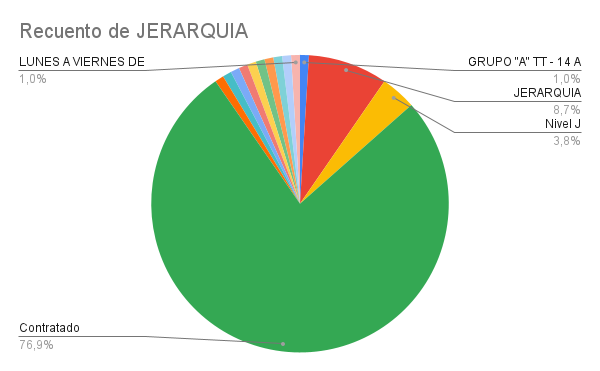 Recuento de JERARQUIA
LUNES A VIERNES DE
1,0%
GRUPO "A" TT - 14 A
1,0%
JERARQUIA
8,7%
Nivel J
3,8%
Contratado
76,9%